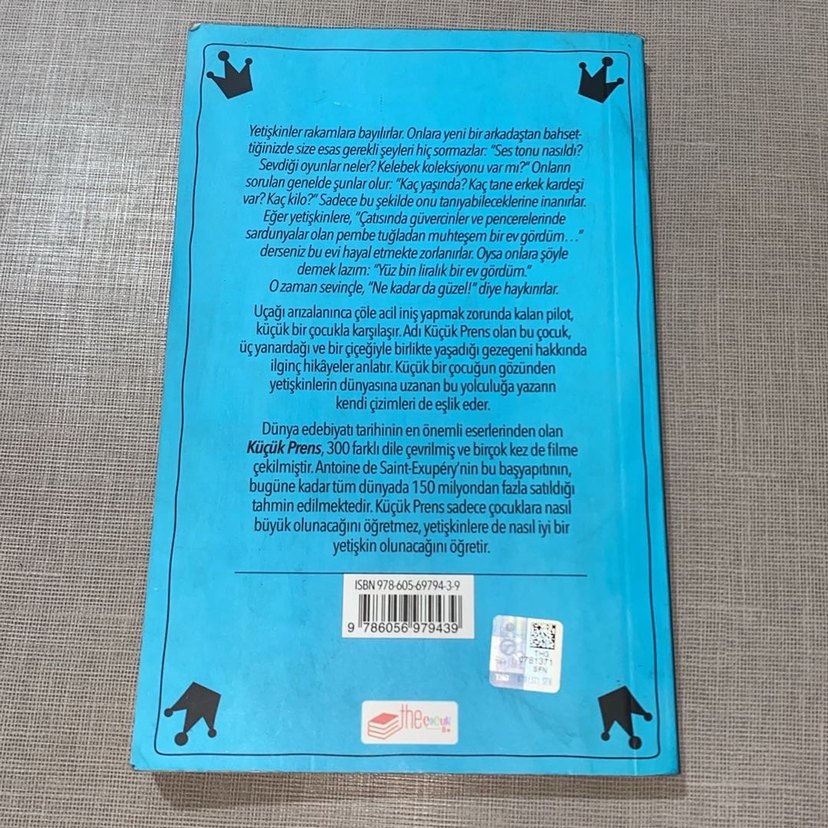 Yetişkinler rakamlara bayılırlar. Onlara yeni bir arkadaştan bahset-
tiğinizde size esas gerekli şeyleri hiç sormazlar: “Ses tonu nasıldı?
Sevdiği oyunlar neler? Kelebek koleksiyonu var mı?” Onların
soruları genelde şunlar olur: “Kaç yaşında? Kaç tane erkek kardeşi
var? Kaç kilo?” Sadece bu şekilde onu tanıyabileceklerine inanırlar.
Eğer yetişkinlere, “Çatısında güvercinler ve pencerelerinde
sardunyalar olan pembe tuğladan muhteşem bir ev gördüm…”
derseniz bu evi hayal etmekte zorlanırlar. Oysa onlara şöyle
demek lazım: “Yüz bin liralık bir ev gördüm.”
O zaman sevinçle, “Ne kadar da güzel!” diye haykırırlar.
Uçağı arızalanınca çöle acil iniş yapmak zorunda kalan pilot,
küçük bir çocukla karşılaşır. Adı Küçük Prens olan bu çocuk,
üç yanardağı ve bir çiçeğiyle birlikte yaşadığı gezegeni hakkında
ilginç hikâyeler anlatır. Küçük bir çocuğun gözünden
yetişkinlerin dünyasına uzanan bu yolculuğa yazarın
kendi çizimleri de eşlik eder.
Dünya edebiyatı tarihinin en önemli eserlerinden olan
Küçük Prens, 300 farklı dile çevrilmiş ve birçok kez de filme
çekilmiştir. Antoine de Saint-Exupéry’nin bu başyapıtının,
bugüne kadar tüm dünyada 150 milyondan fazla satıldığı
tahmin edilmektedir. Küçük Prens sadece çocuklara nasıl
büyük olunacağını öğretmez, yetişkinlere de nasıl iyi bir
yetişkin olunacağını öğretir.
ISBN 978-605-69794-3-9
9 786056 979439
THG
9781371
BRN
the çocuk